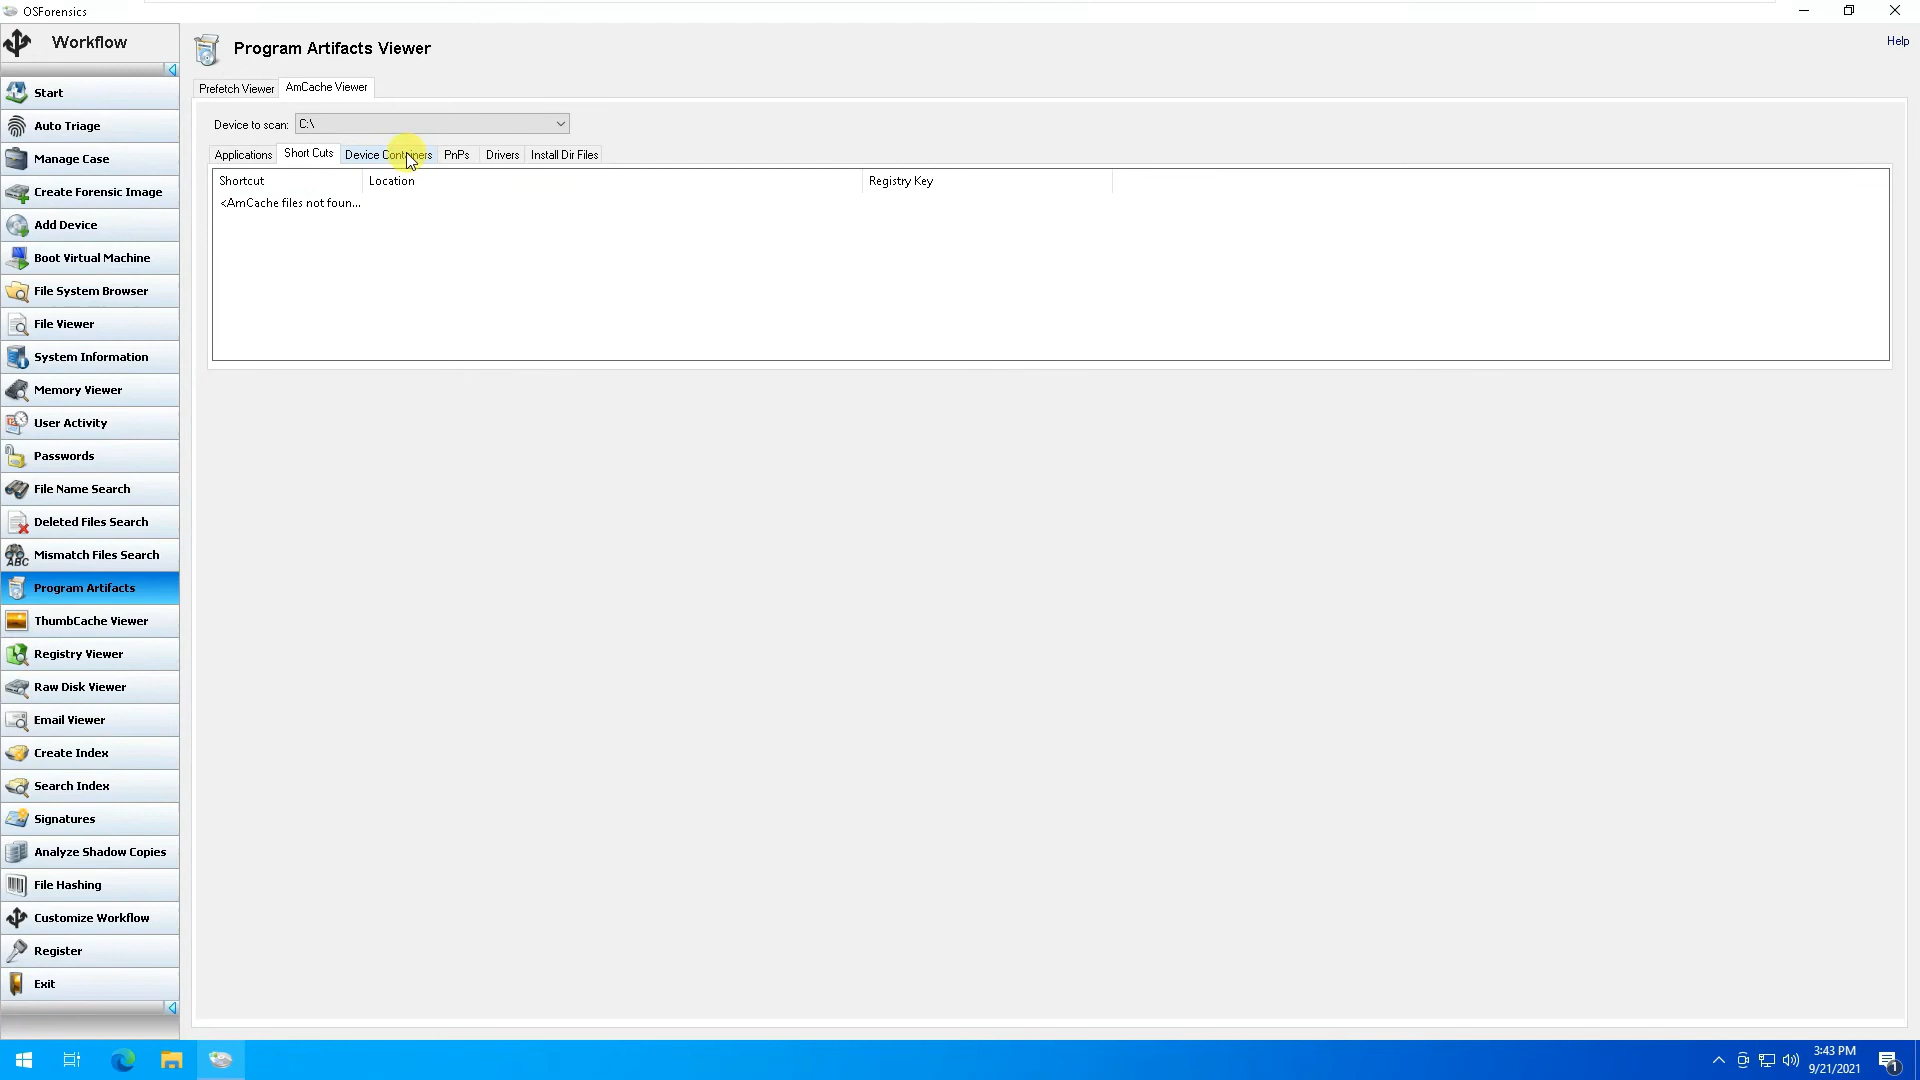 OSForensics
Workflow
Start
Auto Triage
Manage Case
Create Forensic Image
Add Device
Boot Virtual Machine
File System Browser
File Viewer
System Information
Memory Viewer
User Activity
Passwords
File Name Search
Deleted Files Search
Mismatch Files Search
Program Artifacts
ThumbCache Viewer
Registry Viewer
Raw Disk Viewer
Email Viewer
Create Index
Search Index
Signatures
Analyze Shadow Copies
File Hashing
Customize Workflow
Register
Exit
Program Artifacts Viewer
Help
Prefetch Viewer AmCache Viewer
Device to scan: C:\
Applications Short Cuts Device Containers PnPs Drivers Install Dir Files
Shortcut Location Registry Key
<AmCache files not foun...
3:43 PM
9/21/2021
1